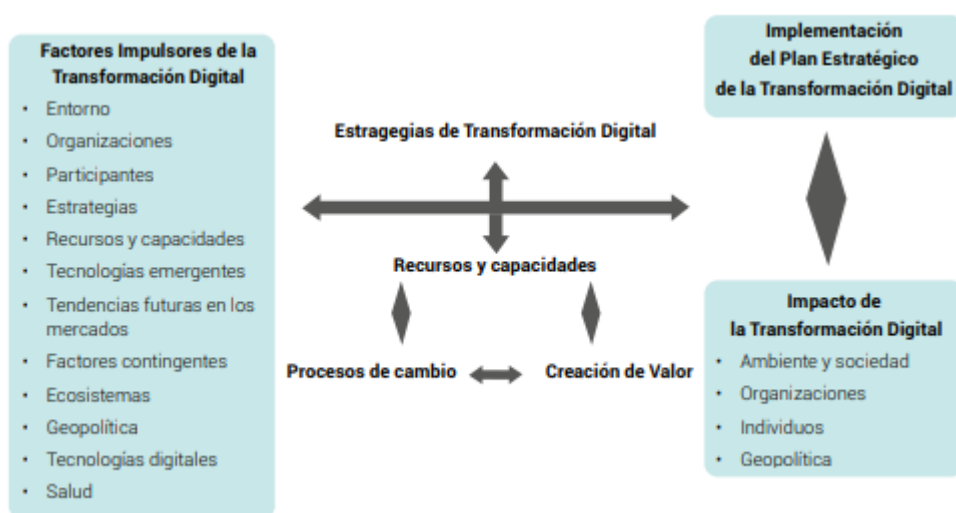 Factores Impulsores de la
Transformación Digital
• Entorno
• Organizaciones
• Participantes
• Estrategias
• Recursos y capacidades
• Tecnologías emergentes
• Tendencias futuras en los
mercados
• Factores contingentes
• Ecosistemas
• Geopolítica
• Tecnologías digitales
• Salud
Estragegias de Transformación Digital
Recursos y capacidades
Procesos de cambio
Creación de Valor
Implementación
del Plan Estratégico
de la Transformación Digital
Impacto de
la Transformación Digital
• Ambiente y sociedad
• Organizaciones
• Individuos
• Geopolítica